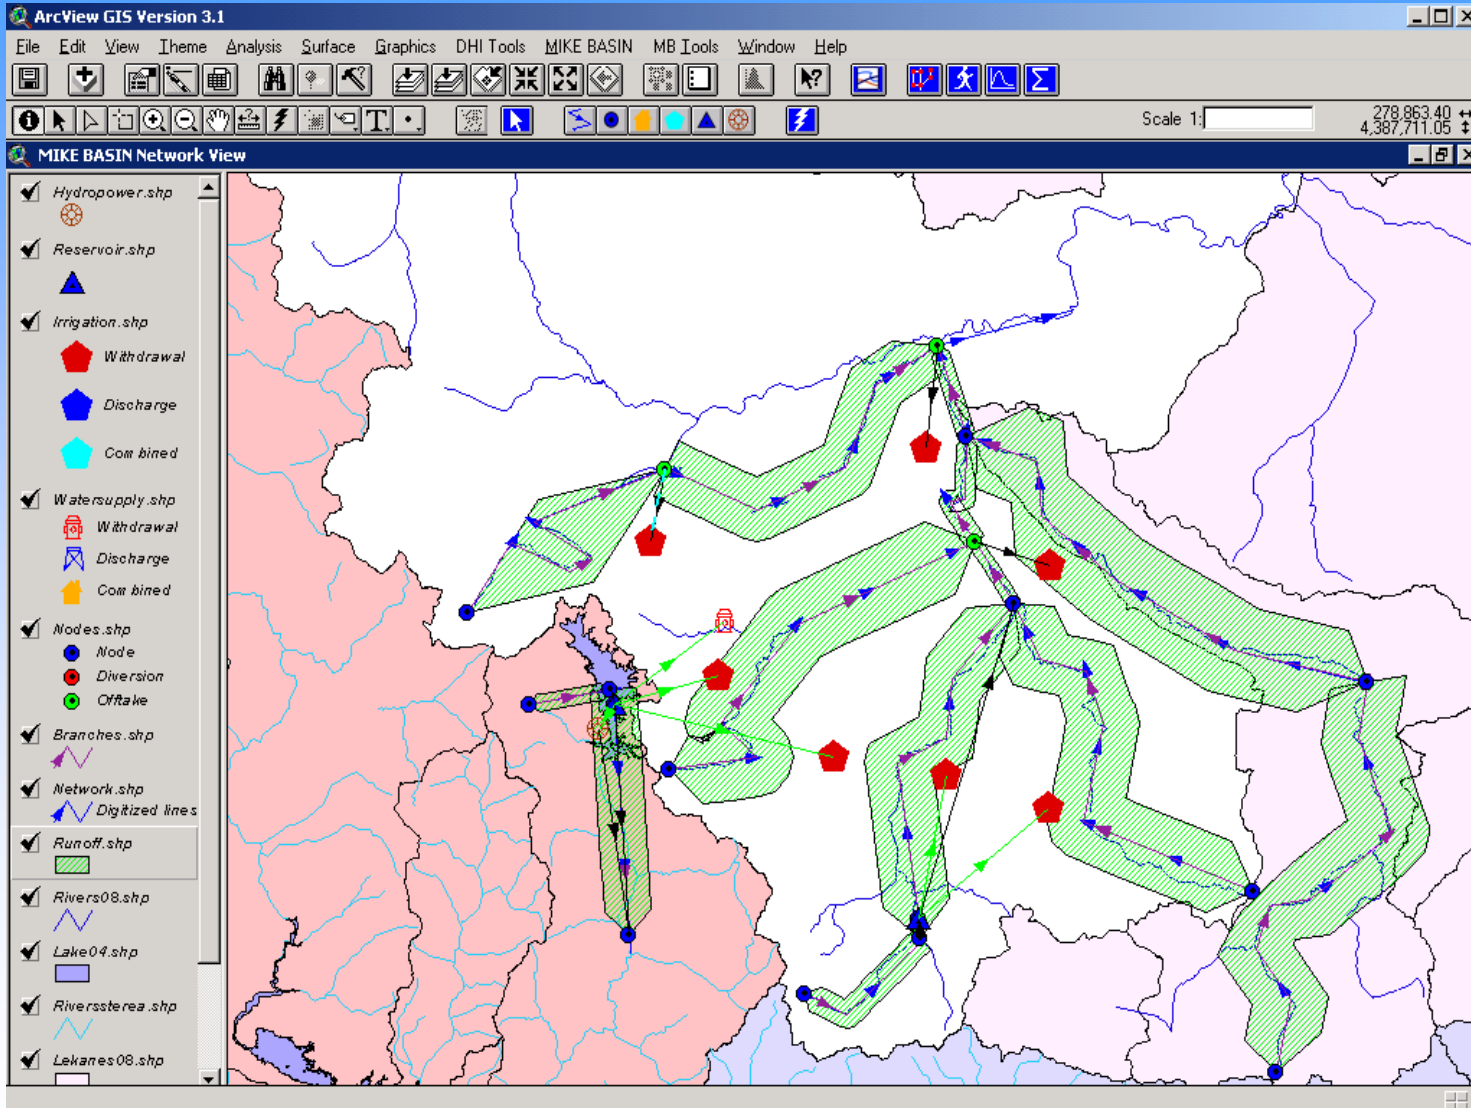 ArcView GIS Version 3.1
File Edit View Theme Analysis Surface Graphics DHI Tools MIKE BASIN MB Tools Window Help
Scale 1:
278,863.40
4,387,711.05
MIKE BASIN Network View
Hydropower.shp
Reservoir.shp
Irrigation.shp
Withdrawal
Discharge
Combined
Watersupply.shp
Withdrawal
Discharge
Combined
Nodes.shp
Node
Diversion
Offtake
Branches.shp
Network.shp
Digitized lines
Runoff.shp
Rivers08.shp
Lake04.shp
Riverssterea.shp
Lekanes08.shp